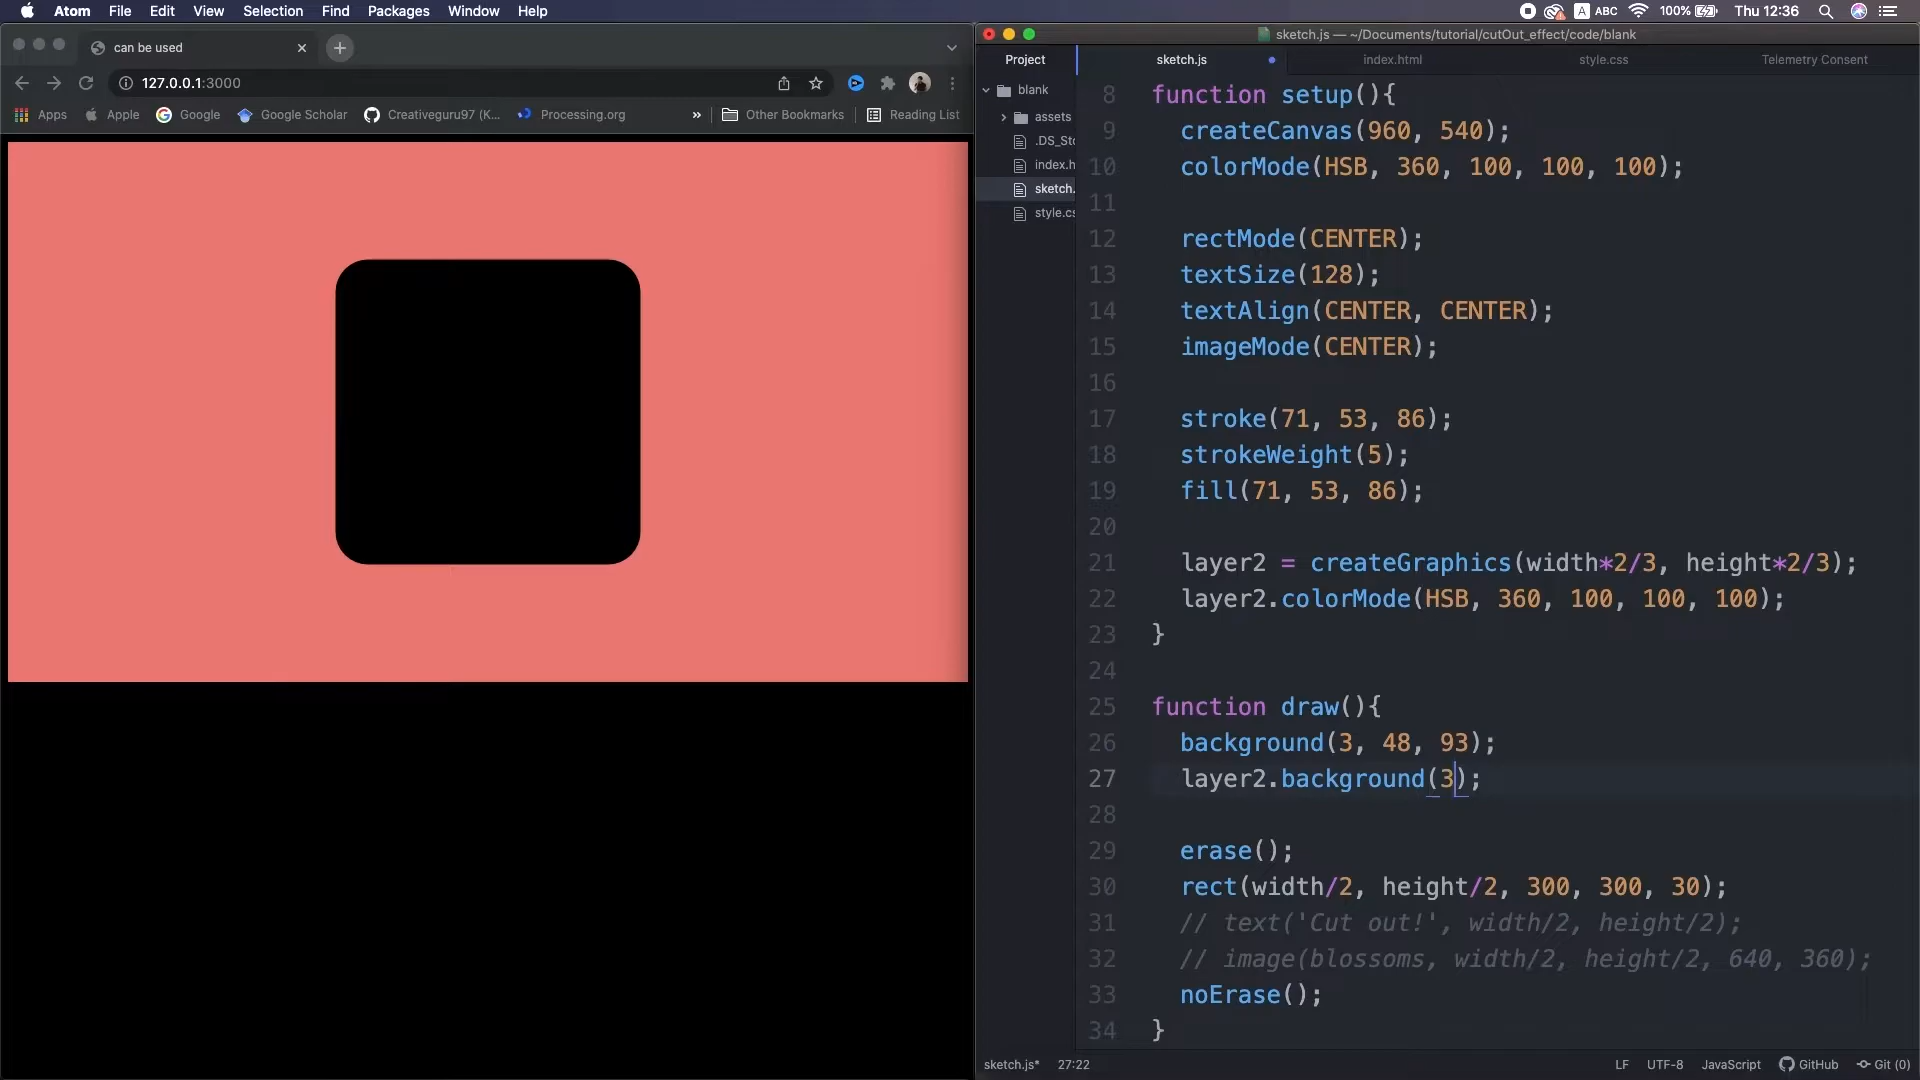 Atom File Edit View Selection Find Packages Window Help
A ABC 100% Thu 12:36
can be used
127.0.0.1:3000
Apps Apple Google Google Scholar Creativeguru97 (K... Processing.org » Other Bookmarks Reading List
sketch.js — ~/Documents/tutorial/cutOut_effect/code/blank
Project
blank
assets
.DS_Sto
index.h
sketch.
style.cs
sketch.js index.html style.css Telemetry Consent
8 function setup(){
9 createCanvas(960, 540);
10 colorMode(HSB, 360, 100, 100, 100);
11
12 rectMode(CENTER);
13 textSize(128);
14 textAlign(CENTER, CENTER);
15 imageMode(CENTER);
16
17 stroke(71, 53, 86);
18 strokeWeight(5);
19 fill(71, 53, 86);
20
21 layer2 = createGraphics(width*2/3, height*2/3);
22 layer2.colorMode(HSB, 360, 100, 100, 100);
23 }
24
25 function draw(){
26 background(3, 48, 93);
27 layer2.background(3);
28
29 erase();
30 rect(width/2, height/2, 300, 300, 30);
31 // text('Cut out!', width/2, height/2);
32 // image(blossoms, width/2, height/2, 640, 360);
33 noErase();
34 }
sketch.js* 27:22 LF UTF-8 JavaScript GitHub Git (0)